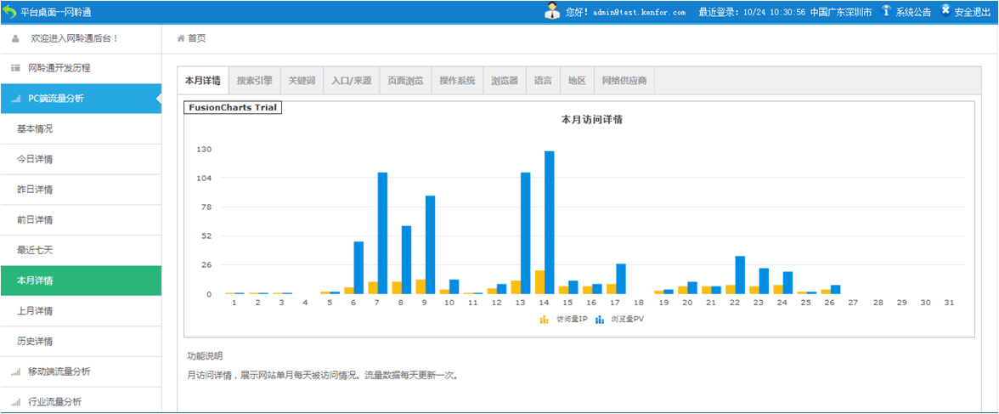 平台桌面--网聆通
您好！admin@test.kenfor.com 最近登录：10/24 10:30:56 中国广东深圳市 系统公告 安全退出
欢迎进入网聆通后台！
网聆通开发历程
PC端流量分析
基本情况
今日详情
昨日详情
前日详情
最近七天
本月详情
上月详情
历史详情
移动端流量分析
行业流量分析
首页
本月详情 搜索引擎 关键词 入口/来源 页面浏览 操作系统 浏览器 语言 地区 网络供应商
FusionCharts Trial
本月访问详情
130
104
78
52
26
0
1 2 3 4 5 6 7 8 9 10 11 12 13 14 15 16 17 18 19 20 21 22 23 24 25 26 27 28 29 30 31
访问量IP 浏览量PV
功能说明
月访问详情，展示网站单月每天被访问情况。流量数据每天更新一次。